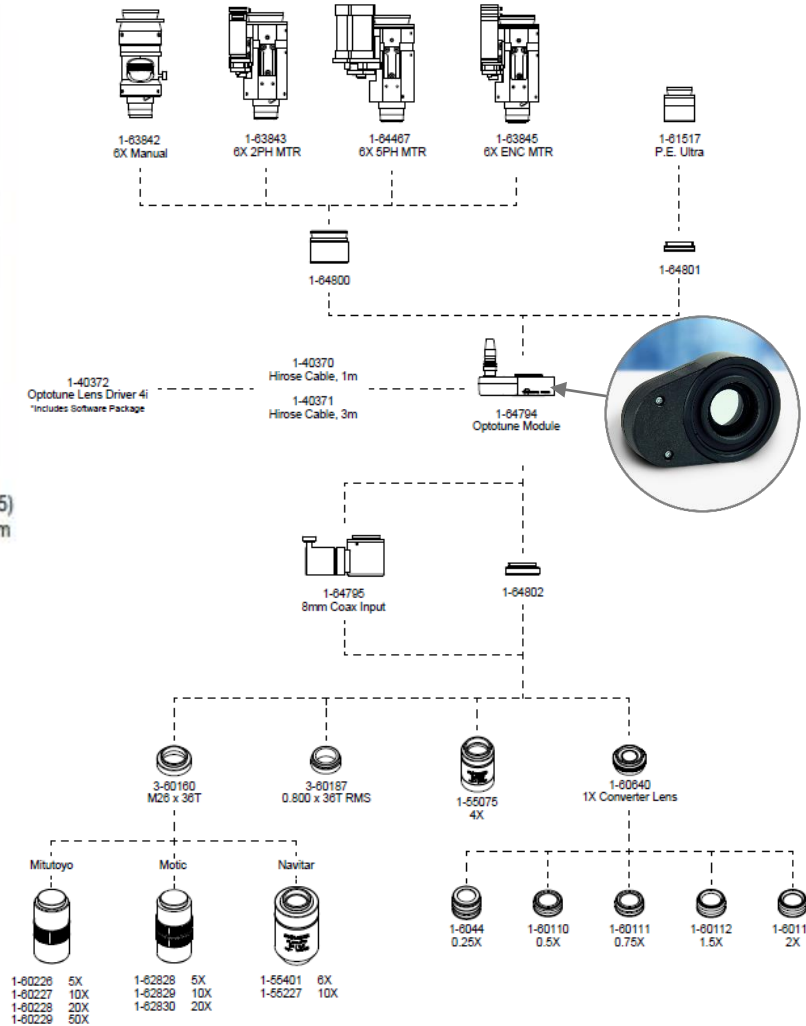 1-63842
6X Manual
1-63843
6X 2PH MTR
1-64467
6X 5PH MTR
1-63845
6X ENC MTR
1-61517
P.E. Ultra
1-64800
1-64801
1-40372
Optotune Lens Driver 4i
*Includes Software Package
1-40370
Hirose Cable, 1m
1-40371
Hirose Cable, 3m
1-64794
Optotune Module
5)
m
1-64795
8mm Coax Input
1-64802
3-60160
M26 x 36T
3-60187
0.800 x 36T RMS
1-55075
4X
1-60640
1X Converter Lens
Mitutoyo
Motic
Navitar
1-6044
0.25X
1-60110
0.5X
1-60111
0.75X
1-60112
1.5X
1-6011
2X
1-60226 5X
1-60227 10X
1-60228 20X
1-60229 50X
1-62828 5X
1-62829 10X
1-62830 20X
1-55401 6X
1-55227 10X